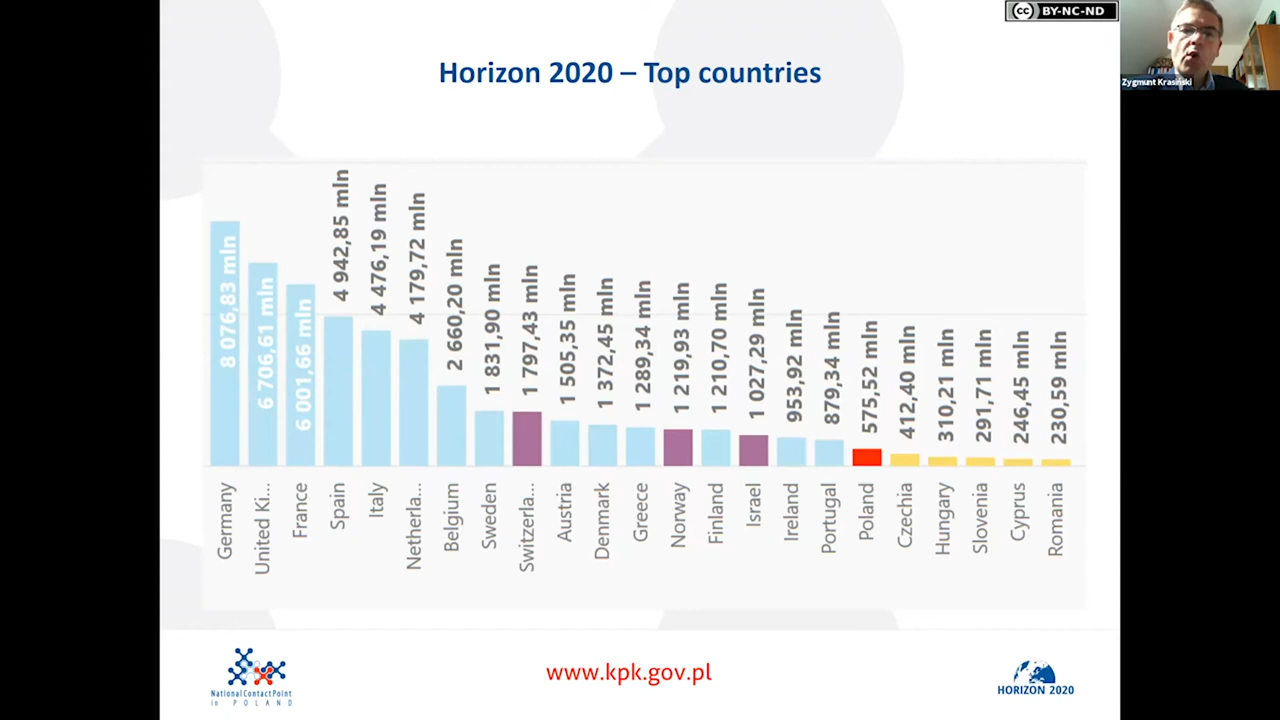 BY-NC-ND
Zygmunt Krasiński
Horizon 2020 – Top countries
8 076,83 mln
6 706,61 mln
6 001,66 mln
4 942,85 mln
4 476,19 mln
4 179,72 mln
2 660,20 mln
1 831,90 mln
1 797,43 mln
1 505,35 mln
1 372,45 mln
1 289,34 mln
1 219,93 mln
1 210,70 mln
1 027,29 mln
953,92 mln
879,34 mln
575,52 mln
412,40 mln
310,21 mln
291,71 mln
246,45 mln
230,59 mln
Germany
United Ki...
France
Spain
Italy
Netherla...
Belgium
Sweden
Switzerla...
Austria
Denmark
Greece
Norway
Finland
Israel
Ireland
Portugal
Poland
Czechia
Hungary
Slovenia
Cyprus
Romania
National Contact Point
in POLAND
www.kpk.gov.pl
HORIZON 2020